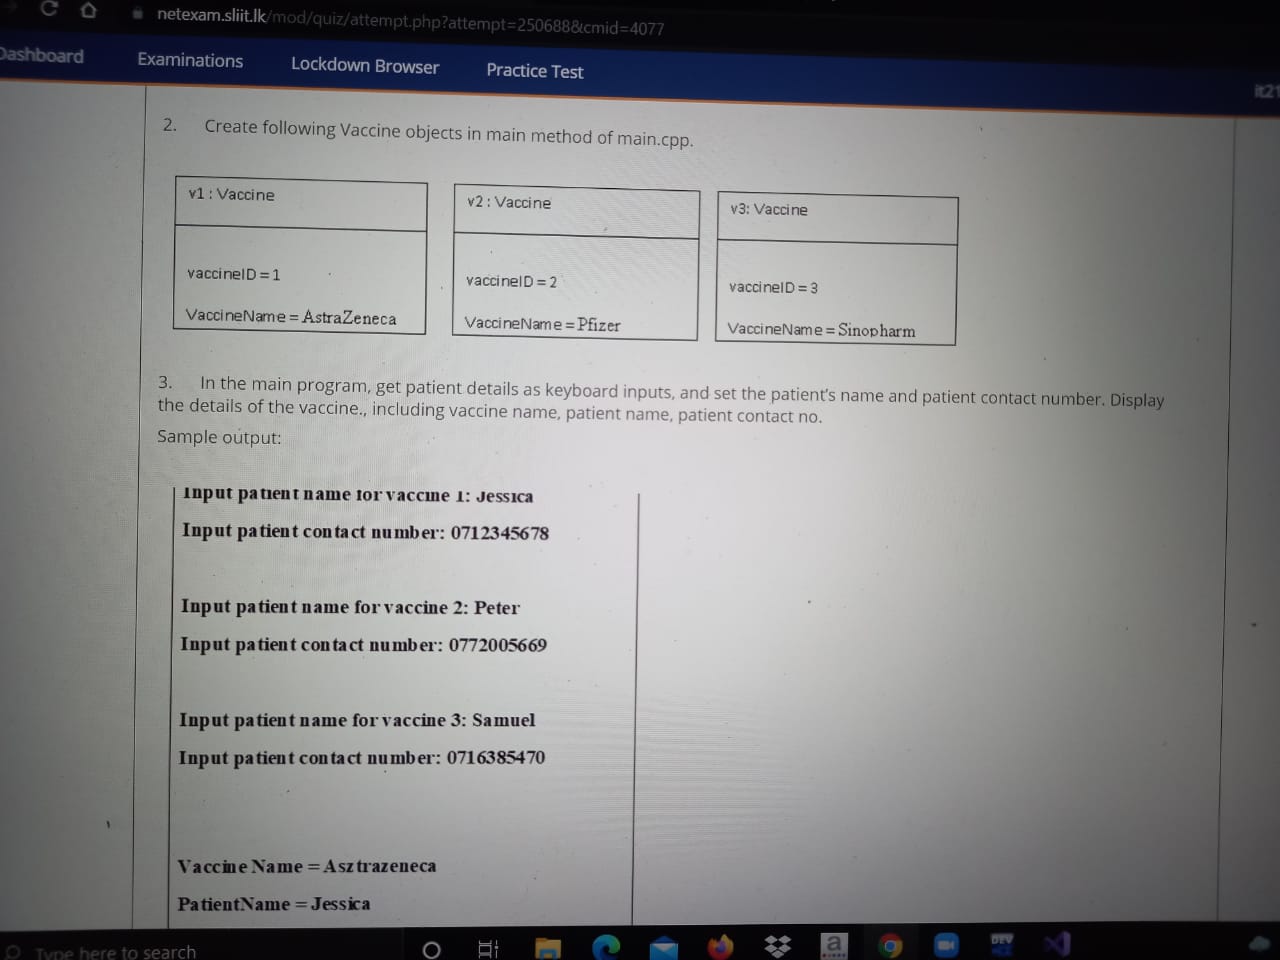 netexam.sliit.lk/mod/quiz/attempt.php?attempt=250688&cmid=4077
Dashboard Examinations Lockdown Browser Practice Test it21
2. Create following Vaccine objects in main method of main.cpp.
v1 : Vaccine
vaccineID = 1
VaccineName = AstraZeneca
v2 : Vaccine
vaccineID = 2
VaccineName = Pfizer
v3: Vaccine
vaccineID = 3
VaccineName = Sinopharm
3. In the main program, get patient details as keyboard inputs, and set the patient's name and patient contact number. Display
the details of the vaccine., including vaccine name, patient name, patient contact no.
Sample output:
Input patient name for vaccine 1: Jessica
Input patient contact number: 0712345678
Input patient name for vaccine 2: Peter
Input patient contact number: 0772005669
Input patient name for vaccine 3: Samuel
Input patient contact number: 0716385470
Vaccine Name = Asztrazeneca
PatientName = Jessica
Type here to search
a
DEV